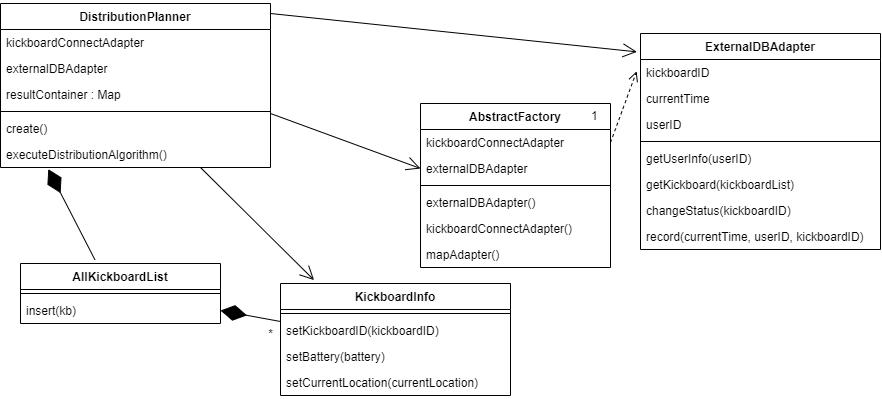 DistributionPlanner
kickboardConnectAdapter
externalDBAdapter
resultContainer : Map
create()
executeDistributionAlgorithm()
ExternalDBAdapter
kickboardID
currentTime
userID
getUserInfo(userID)
getKickboard(kickboardList)
changeStatus(kickboardID)
record(currentTime, userID, kickboardID)
AbstractFactory 1
kickboardConnectAdapter
externalDBAdapter
externalDBAdapter()
kickboardConnectAdapter()
mapAdapter()
AllKickboardList
insert(kb)
*
KickboardInfo
setKickboardID(kickboardID)
setBattery(battery)
setCurrentLocation(currentLocation)